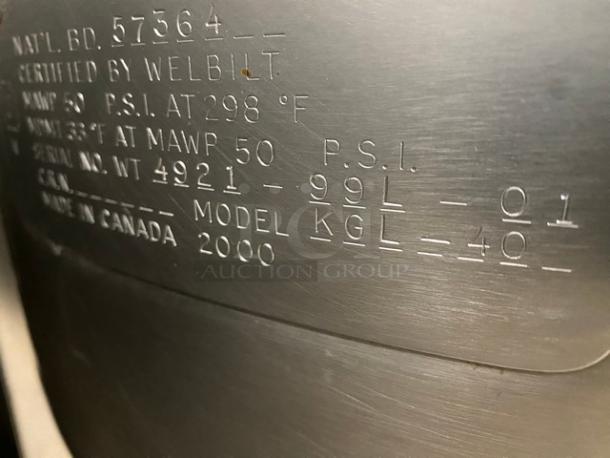 NAT'L. BD. 57364
CERTIFIED BY WELBILT
MAWP 50 P.S.I. AT 298 °F
MDMT 33°F AT MAWP 50 P.S.I.
SERIAL NO. WT 4921-99L-01
C.R.N. MODEL KGL-40
MADE IN CANADA 2000
AUCTION GROUP